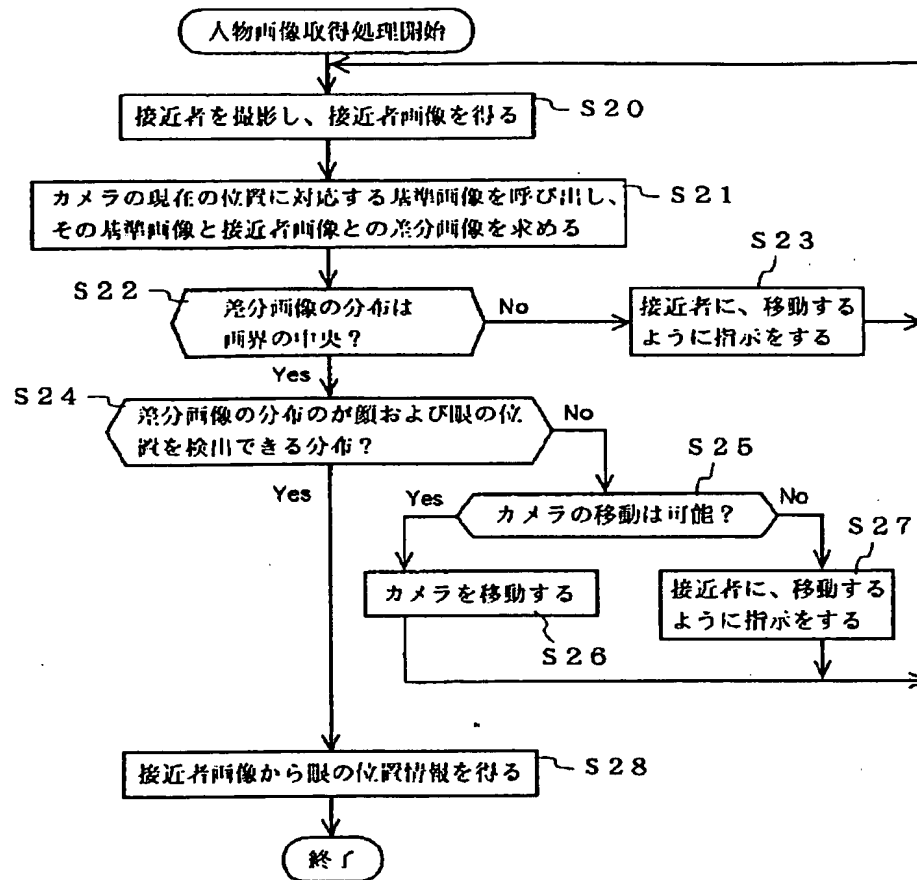 人物画像取得処理開始
接近者を撮影し、接近者画像を得る
S20
カメラの現在の位置に対応する基準画像を呼び出し、
その基準画像と接近者画像との差分画像を求める
S21
S22
差分画像の分布は
画界の中央？
No
S23
接近者に、移動する
ように指示をする
Yes
S24
差分画像の分布のが顔および眼の位
置を検出できる分布？
No
Yes
S25
カメラの移動は可能？
Yes
No
カメラを移動する
S26
S27
接近者に、移動する
ように指示をする
接近者画像から眼の位置情報を得る
S28
終了